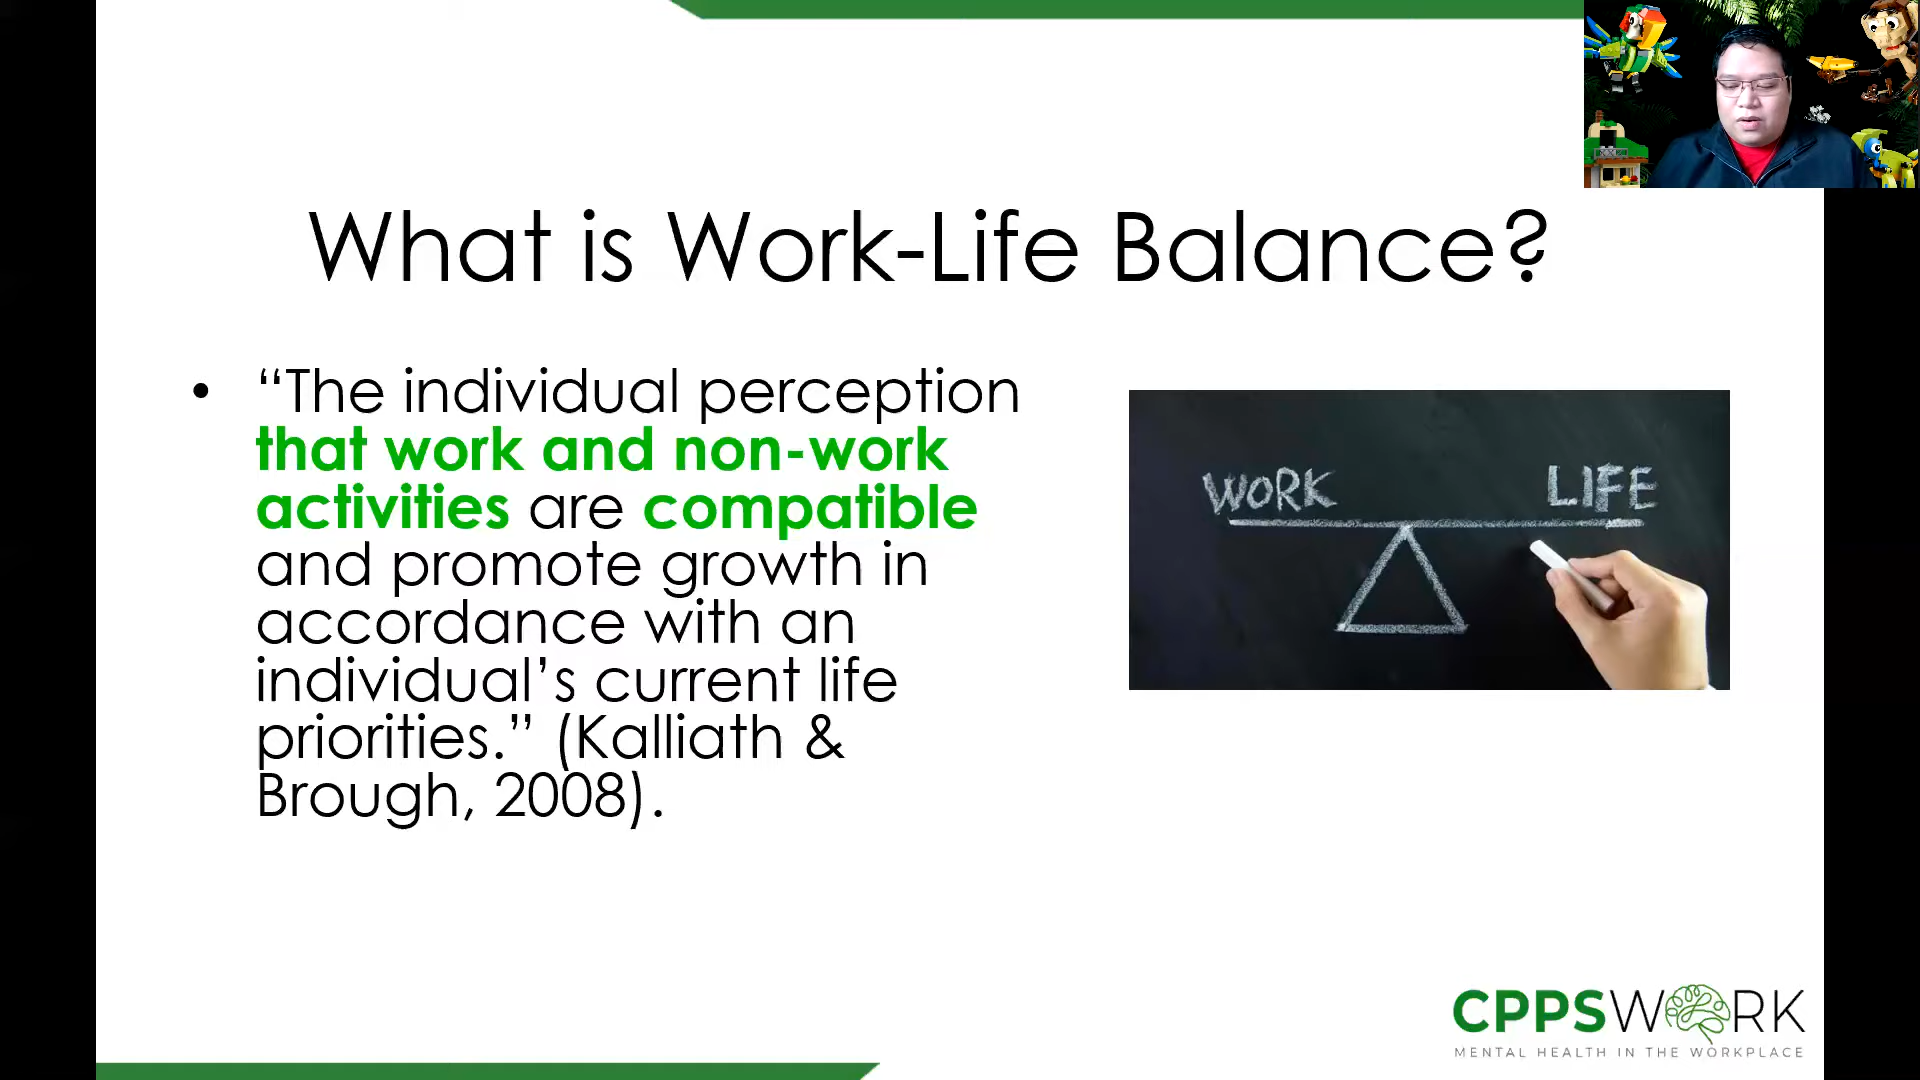 What is Work-Life Balance?
• “The individual perception
that work and non-work
activities are compatible
and promote growth in
accordance with an
individual’s current life
priorities.” (Kalliath &
Brough, 2008).
WORK LIFE
CPPSWORK
MENTAL HEALTH IN THE WORKPLACE